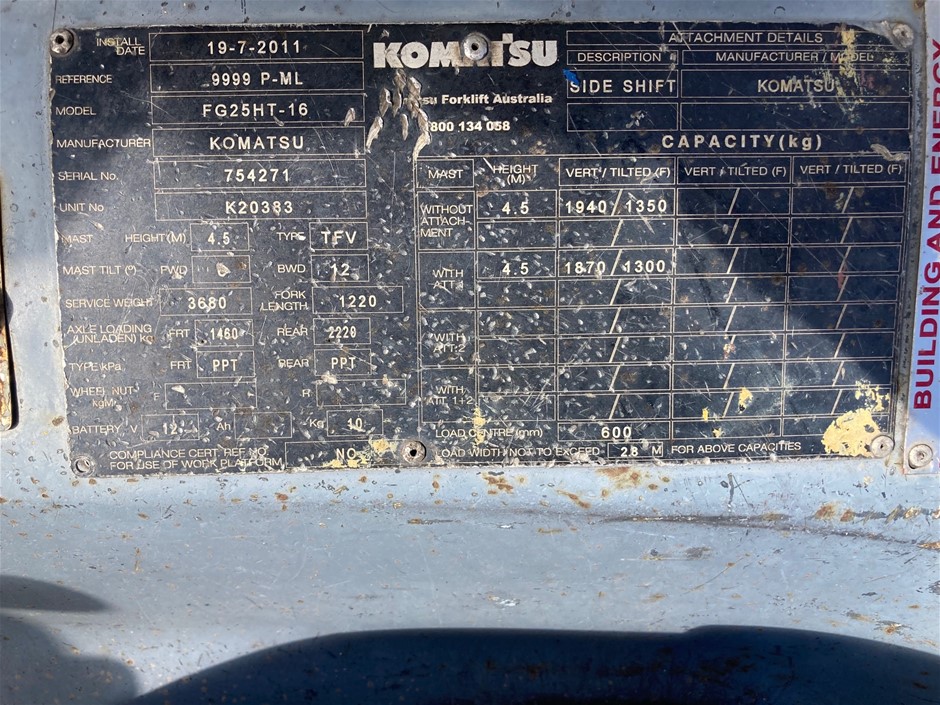 INSTALL DATE 19-7-2011
REFERENCE 9999 P-ML
MODEL FG25HT-16
MANUFACTURER KOMATSU
SERIAL No. 754271
UNIT No K20383
MAST HEIGHT(M) 4.5 TYPE TFV
MAST TILT (°) FWD BWD 12
SERVICE WEIGHT 3680 FORK LENGTH 1220
AXLE LOADING (UNLADEN) kg FRT 1460 REAR 2220
TYPE kPa FRT PPT REAR PPT
WHEEL NUT kgM F R
BATTERY, V 12 Ah Kg 10
COMPLIANCE CERT. REF NO.
FOR USE OF WORK PLATFORM NO
KOMATSU
su Forklift Australia
800 134 058
ATTACHMENT DETAILS
DESCRIPTION MANUFACTURER / MODEL
SIDE SHIFT KOMATSU
CAPACITY(kg)
MAST HEIGHT (M) VERT / TILTED (F) VERT / TILTED (F) VERT / TILTED (F)
WITHOUT ATTACH-MENT 4.5 1940/1350 / /
/ / /
WITH ATT 4.5 1870/1300 / /
/ / /
WITH ATT:2 / / /
/ / /
WITH ATT 1+2 / / /
/ / /
LOAD CENTRE (mm) 600
LOAD WIDTH NOT TO EXCEED 2.8 M FOR ABOVE CAPACITIES
BUILDING AND ENERGY